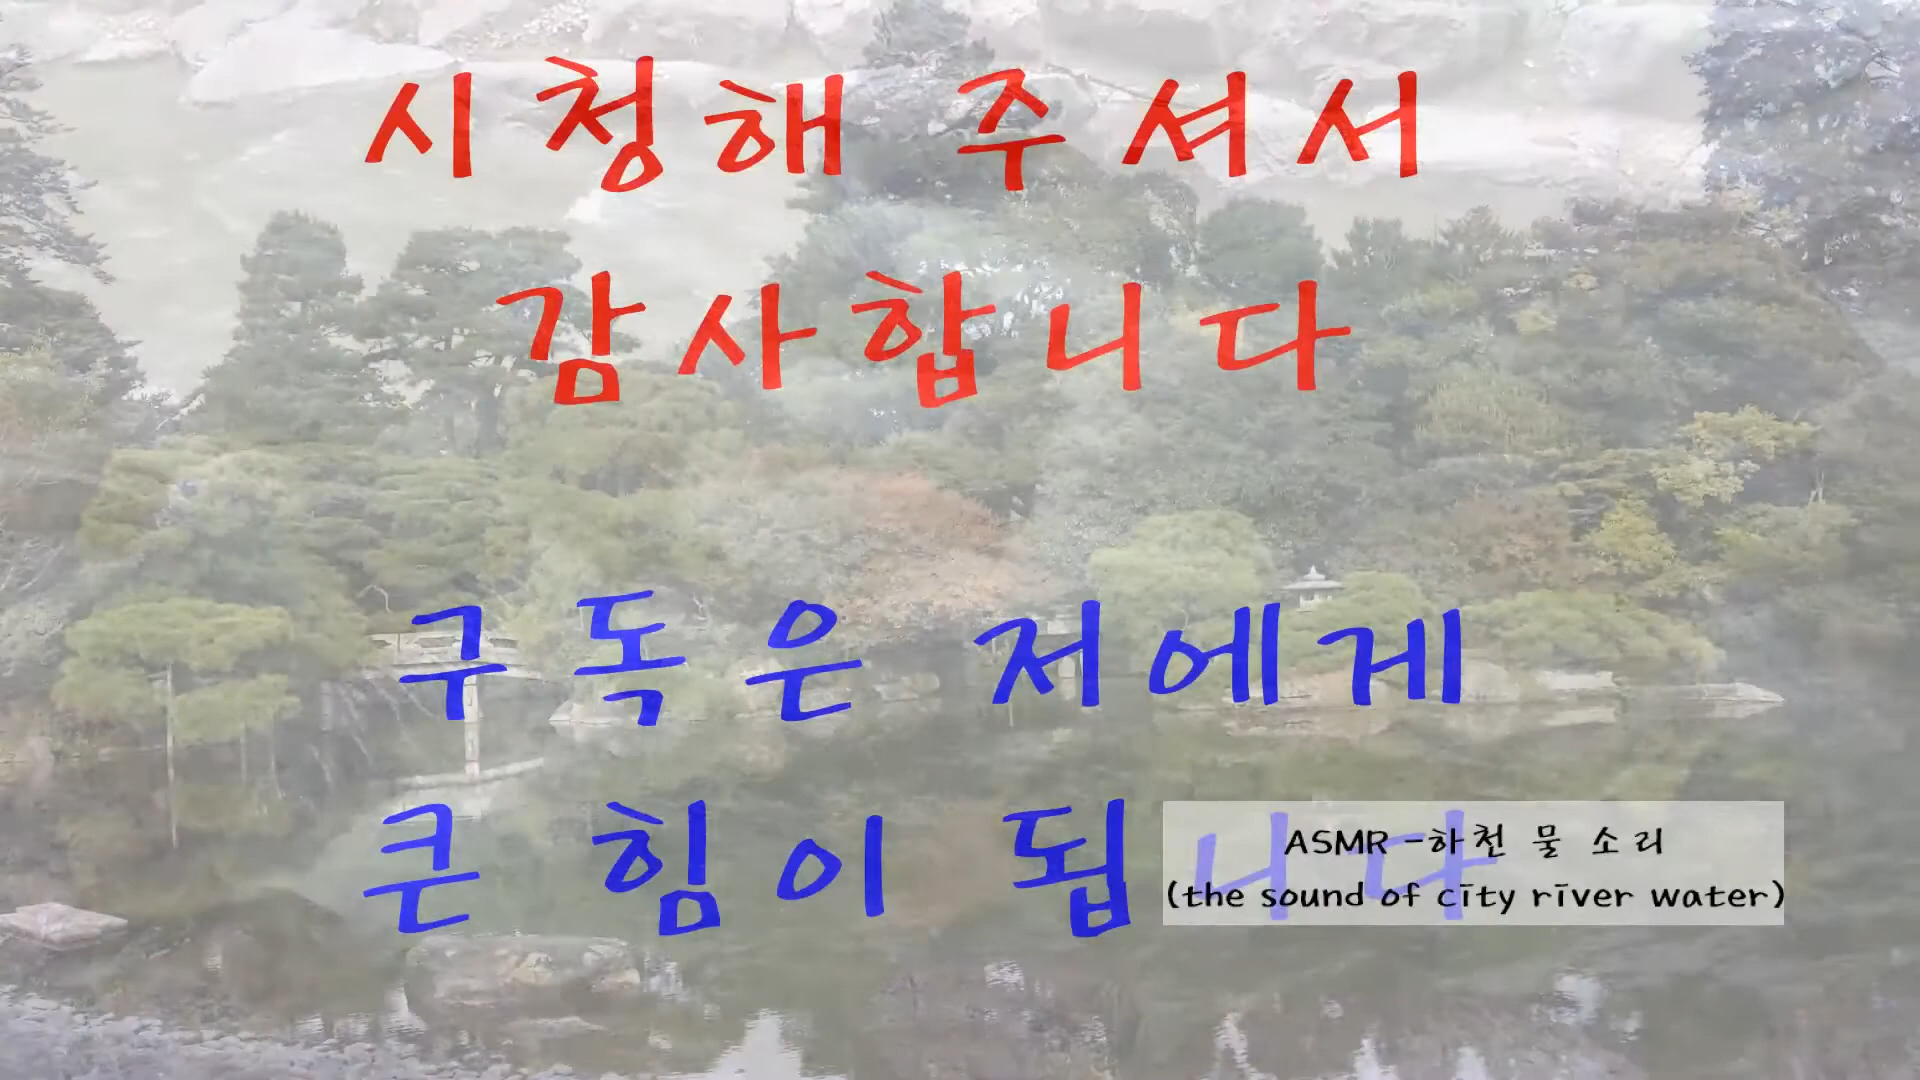 시청해 주셔서
감사합니다
구독은 저에게
큰 힘이 됩니다
ASMR -하천 물 소리
(the sound of city river water)